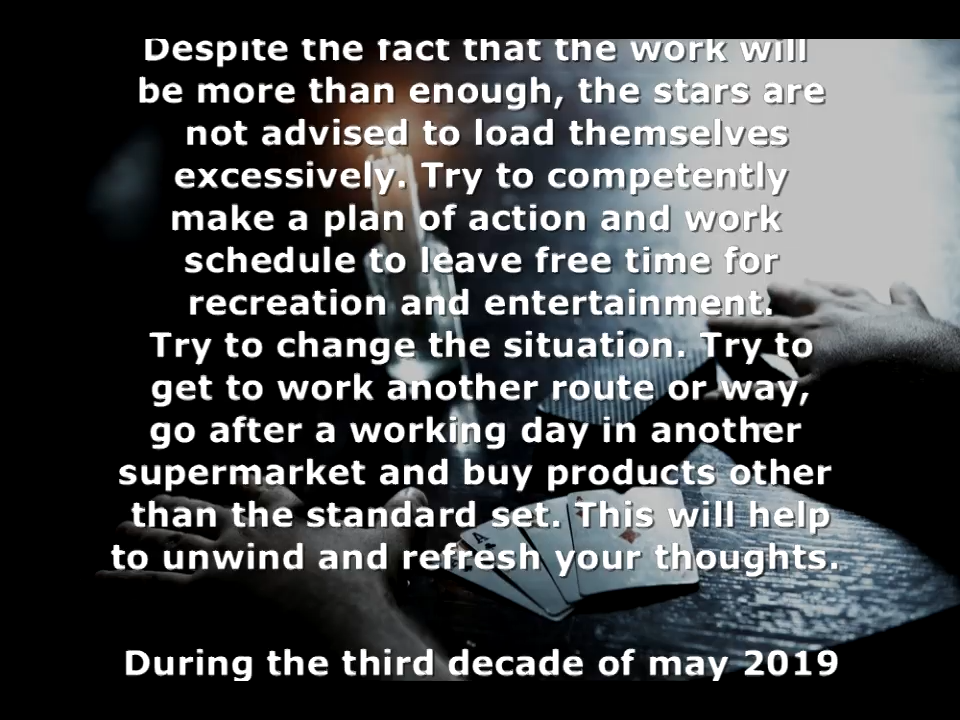 Despite the fact that the work will
be more than enough, the stars are
not advised to load themselves
excessively. Try to competently
make a plan of action and work
schedule to leave free time for
recreation and entertainment.
Try to change the situation. Try to
get to work another route or way,
go after a working day in another
supermarket and buy products other
than the standard set. This will help
to unwind and refresh your thoughts.
During the third decade of may 2019
A